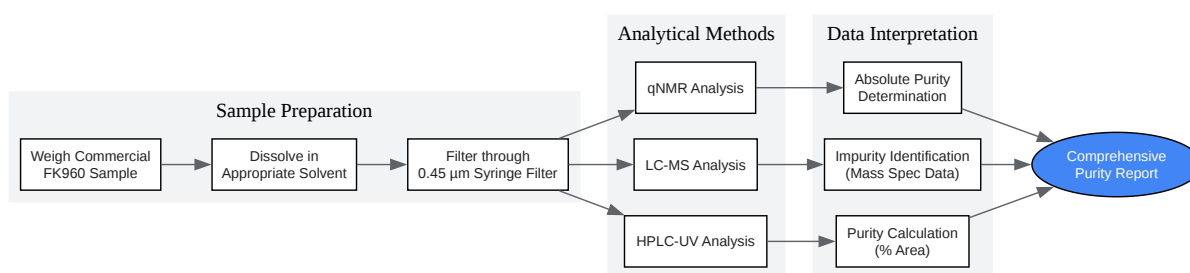 Sample Preparation
Weigh Commercial
FK960 Sample
Dissolve in
Appropriate Solvent
Filter through
0.45 µm Syringe Filter
Analytical Methods
qNMR Analysis
LC-MS Analysis
HPLC-UV Analysis
Data Interpretation
Absolute Purity
Determination
Impurity Identification
(Mass Spec Data)
Purity Calculation
(% Area)
Comprehensive
Purity Report